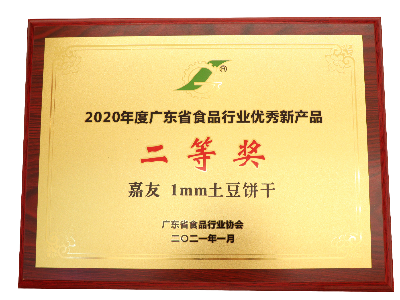 ®
2020年度广东省食品行业优秀新产品
二等奖
嘉友 1mm土豆饼干
广东省食品行业协会
二〇二一年一月